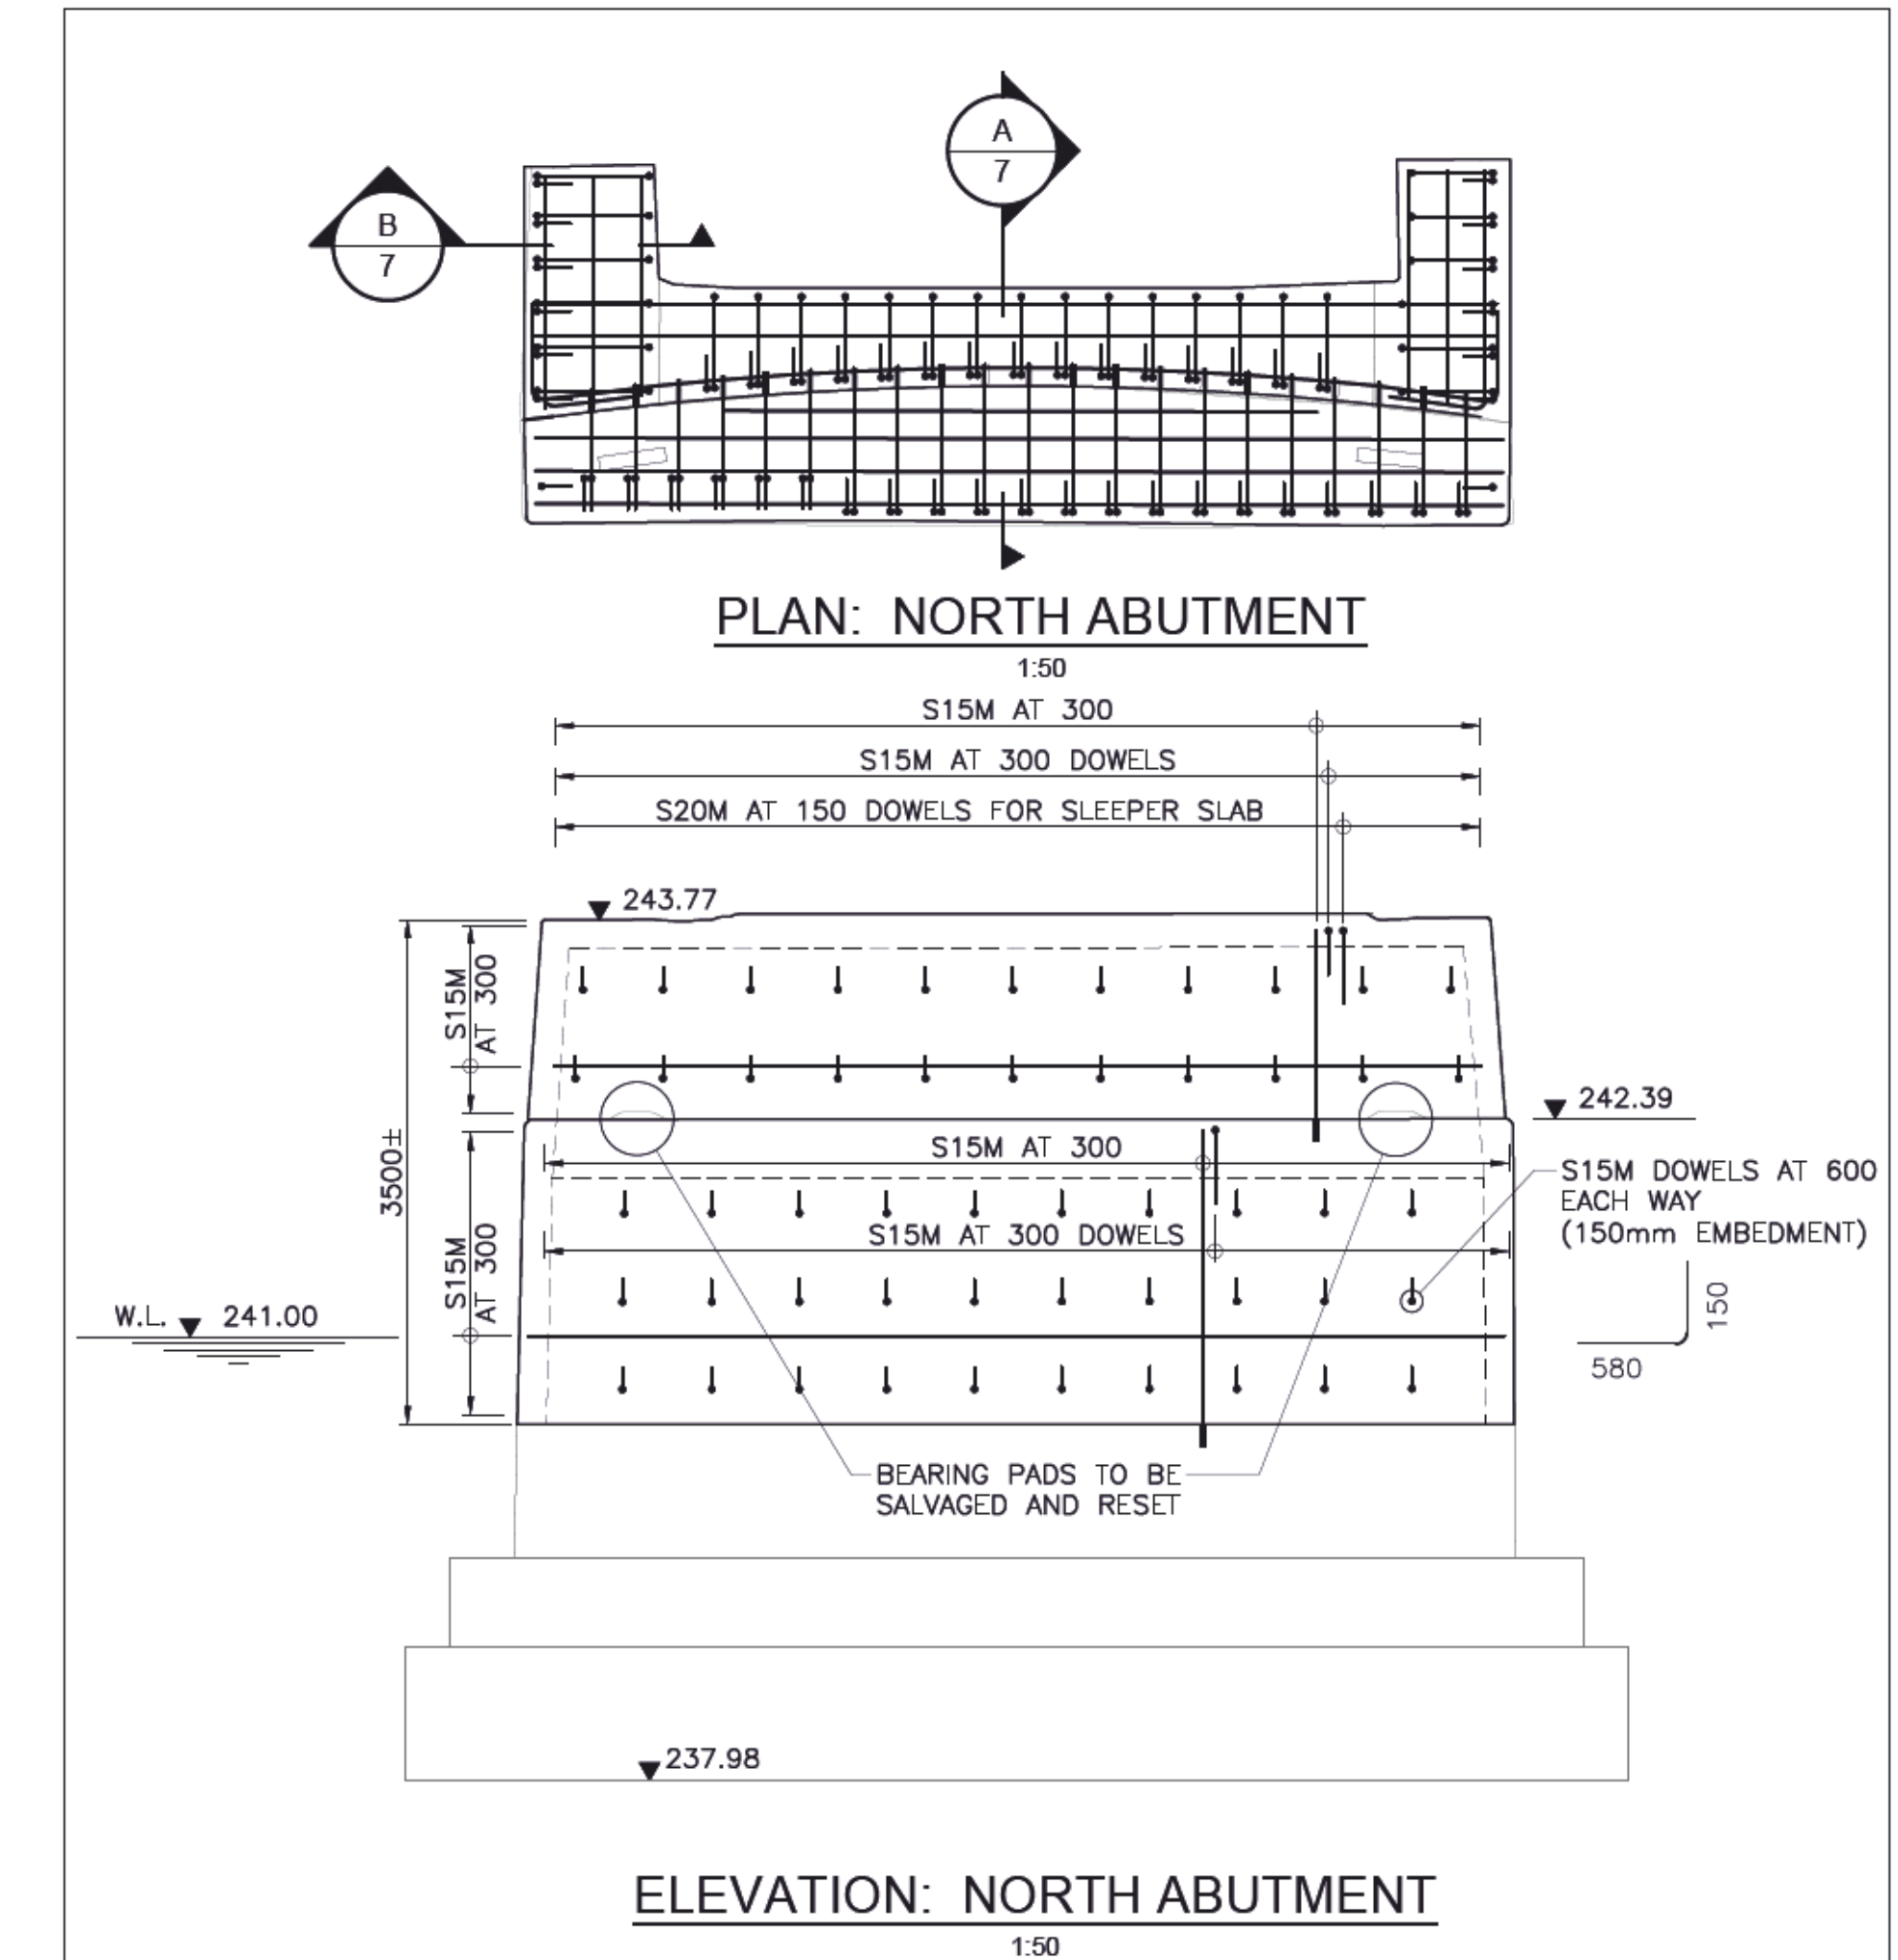 A
7
B
7
PLAN: NORTH ABUTMENT
1:50
S15M AT 300
S15M AT 300 DOWELS
S20M AT 150 DOWELS FOR SLEEPER SLAB
243.77
S15M
AT 300
242.39
3500±
S15M AT 300
S15M DOWELS AT 600
EACH WAY
(150mm EMBEDMENT)
S15M AT 300 DOWELS
S15M
AT 300
W.L. 241.00
150
580
BEARING PADS TO BE
SALVAGED AND RESET
237.98
ELEVATION: NORTH ABUTMENT
1:50